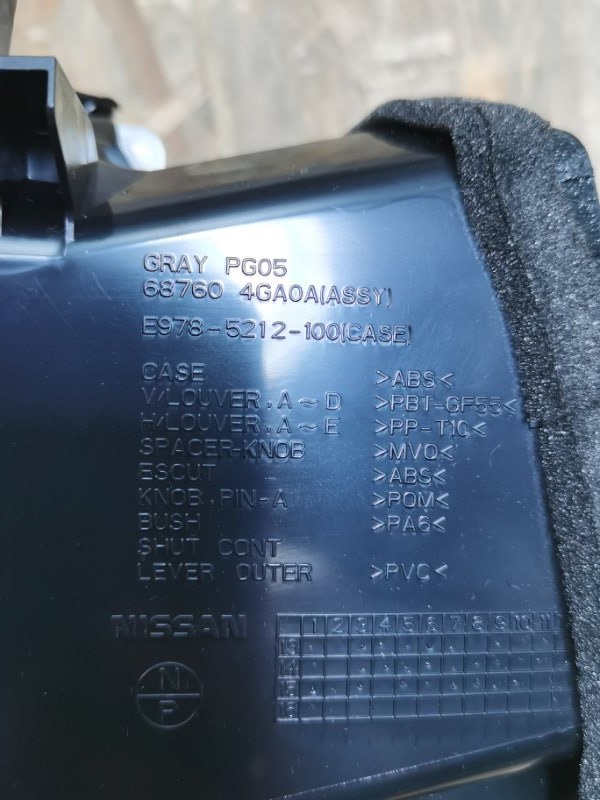 GRAY PG05
68760 4GA0A(ASSY)
E978-5212-100(CASE)
CASE >ABS<
V/LOUVER.A~D >PBT-GF55<
H/LOUVER.A~E >PP-T10<
SPACER-KNOB >MVQ<
ESCUT >ABS<
KNOB.PIN-A >POM<
BUSH >PA6<
SHUT CONT
LEVER OUTER >PVC<
NISSAN 1 2 3 4 5 6 7 8 9 10 11
13
14
15
16
N
P